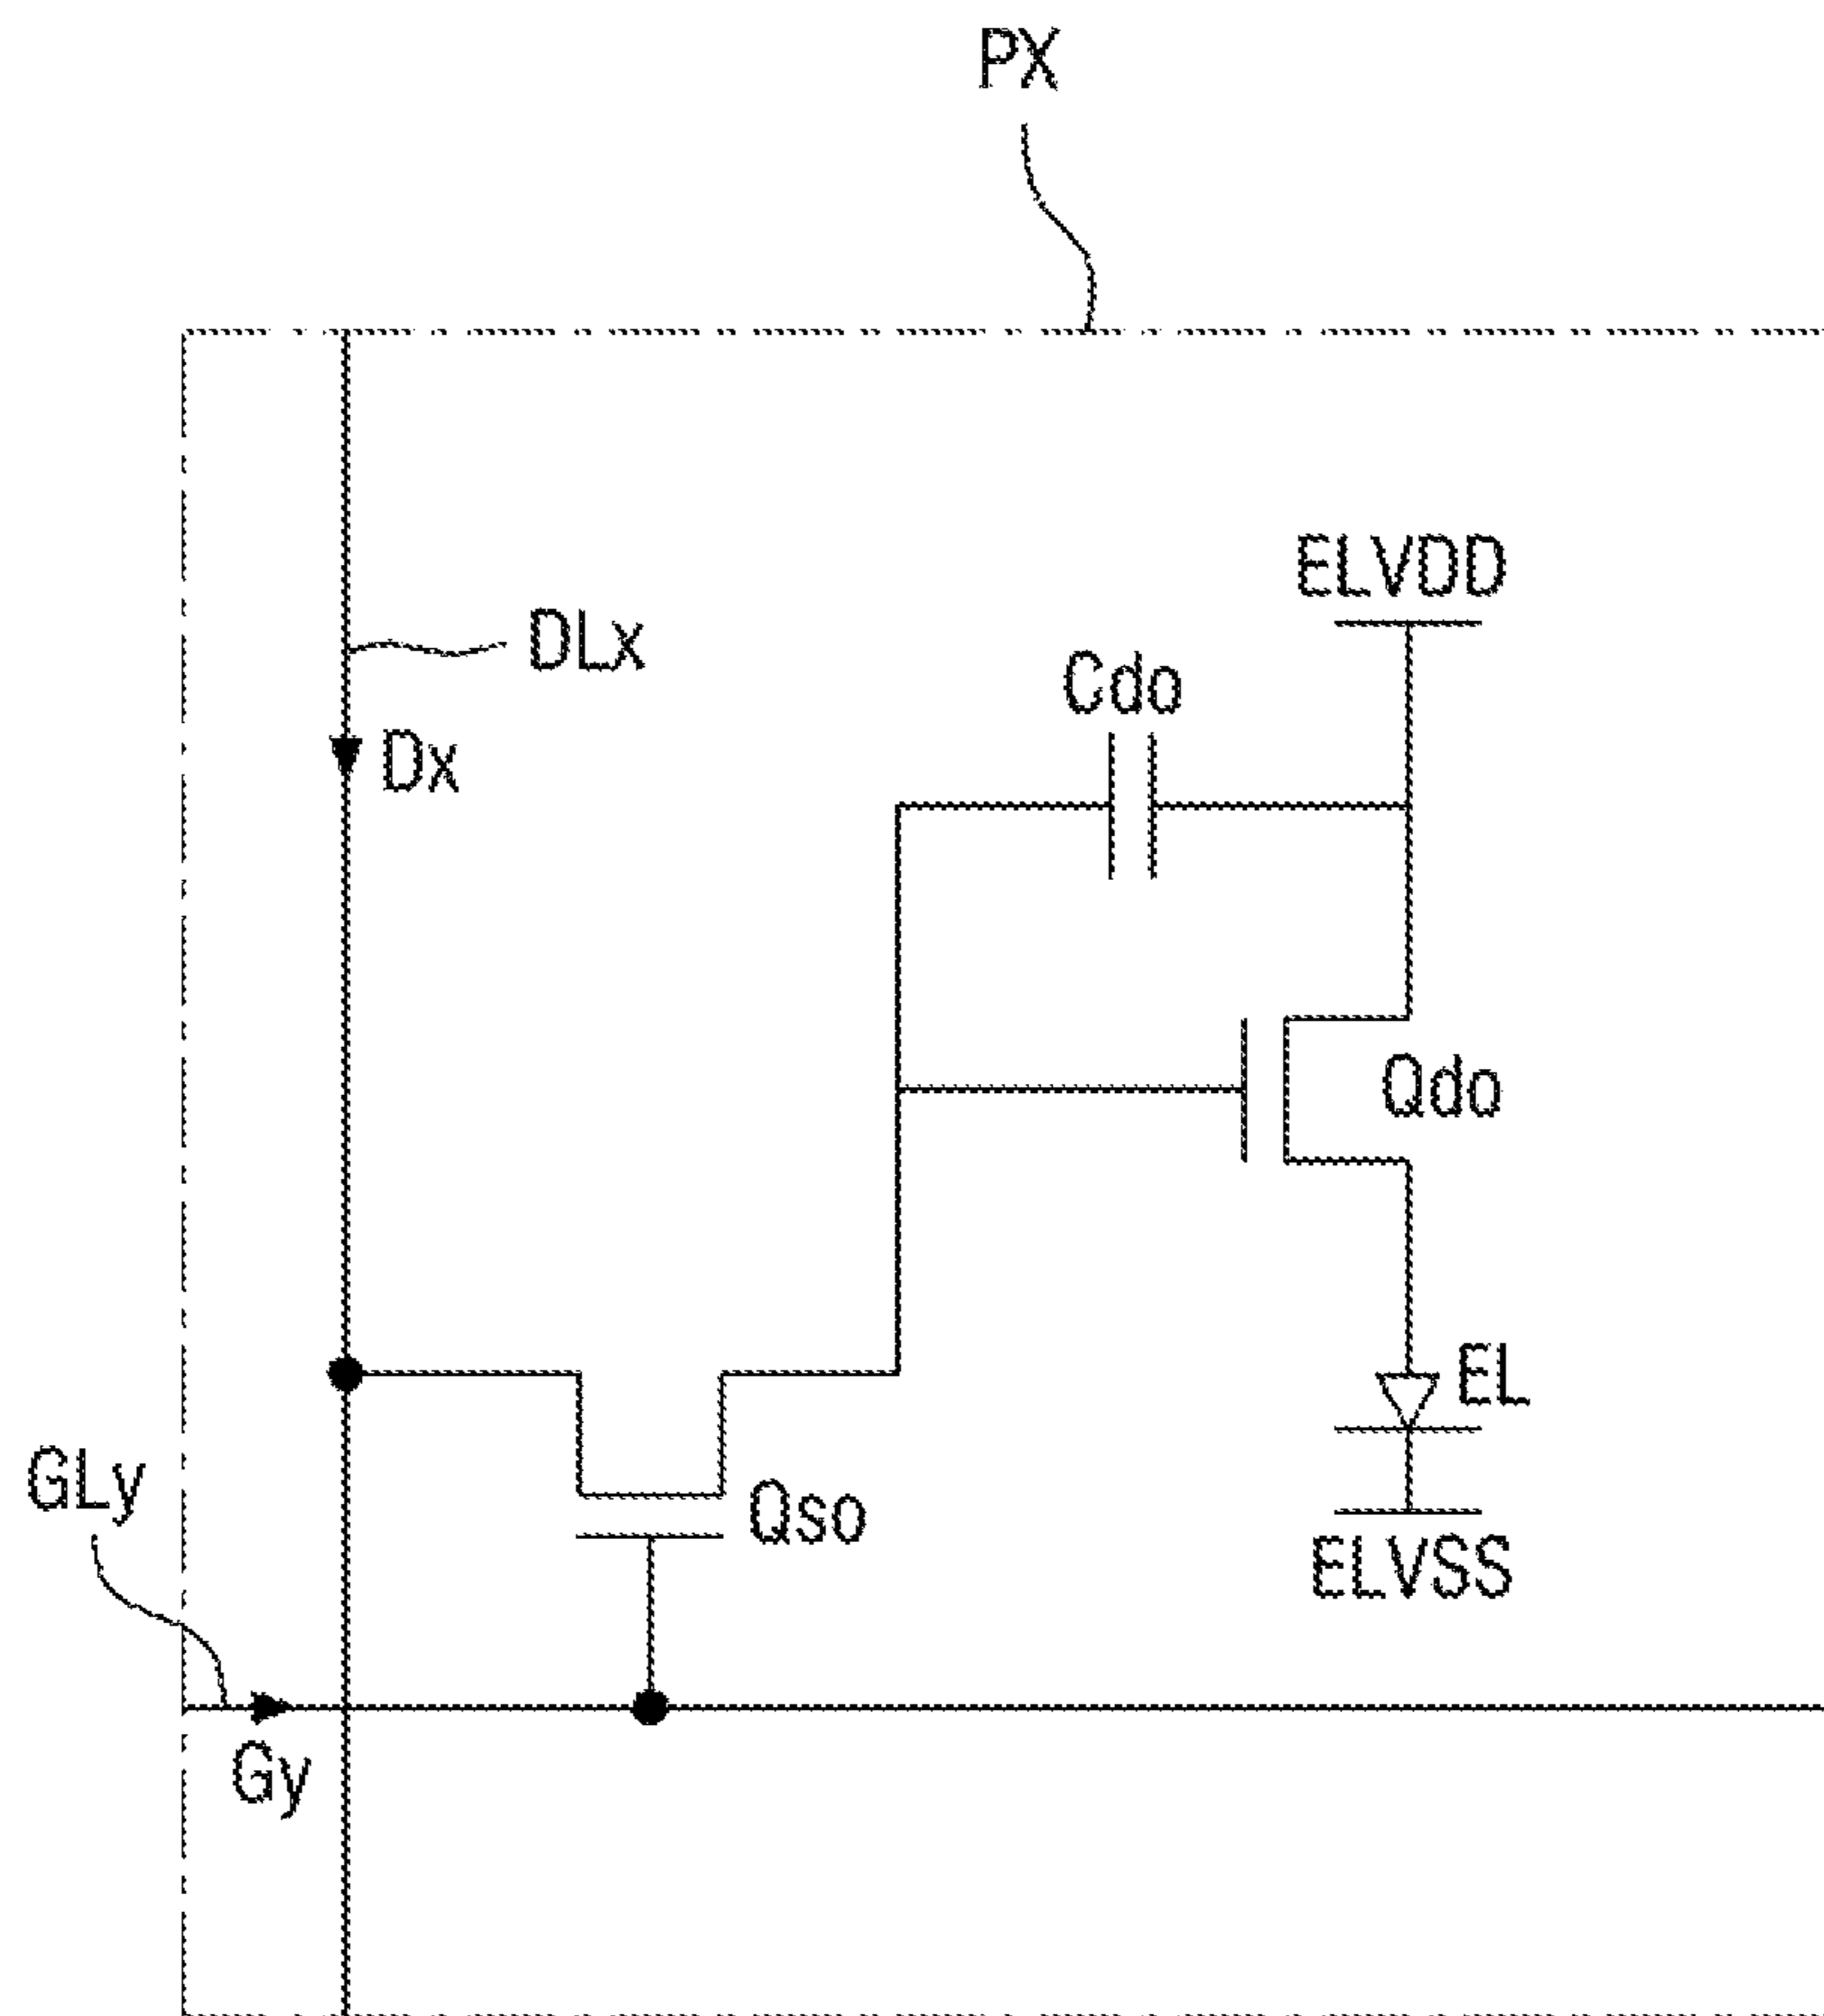 PX
ELVDD
DLx
Cdo
Dx
Qdo
EL
GLy
Qso
ELVSS
Gy